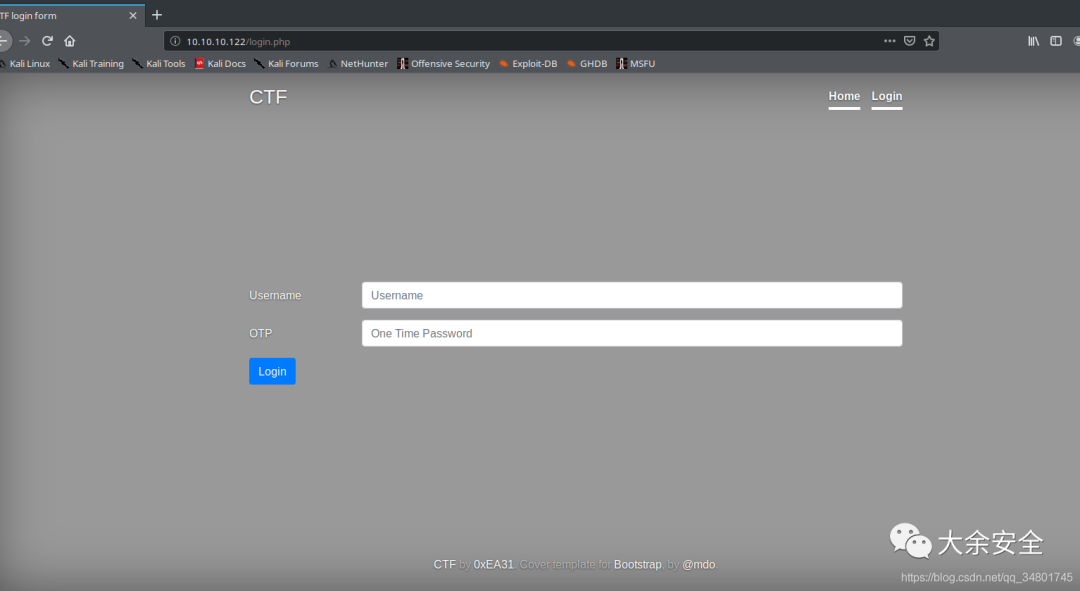 TF login form
10.10.10.122/login.php
Kali Linux Kali Training Kali Tools Kali Docs Kali Forums NetHunter Offensive Security Exploit-DB GHDB MSFU
CTF Home Login
Username Username
OTP One Time Password
Login
大余安全
CTF by 0xEA31. Cover template for Bootstrap, by @mdo.
https://blog.csdn.net/qq_34801745